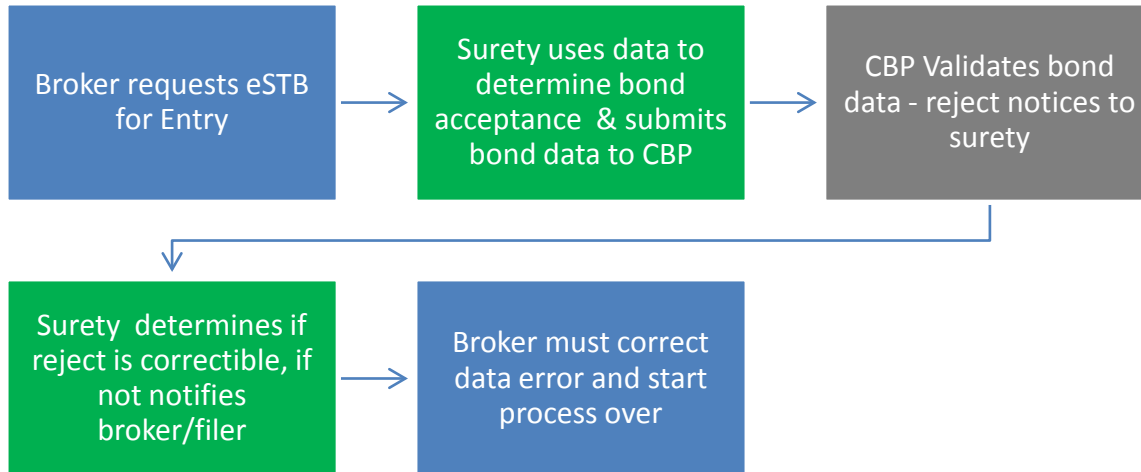 Broker requests eSTB
for Entry
Surety uses data to
determine bond
acceptance & submits
bond data to CBP
CBP Validates bond
data - reject notices to
surety
Surety determines if
reject is correctible, if
not notifies
broker/filer
Broker must correct
data error and start
process over